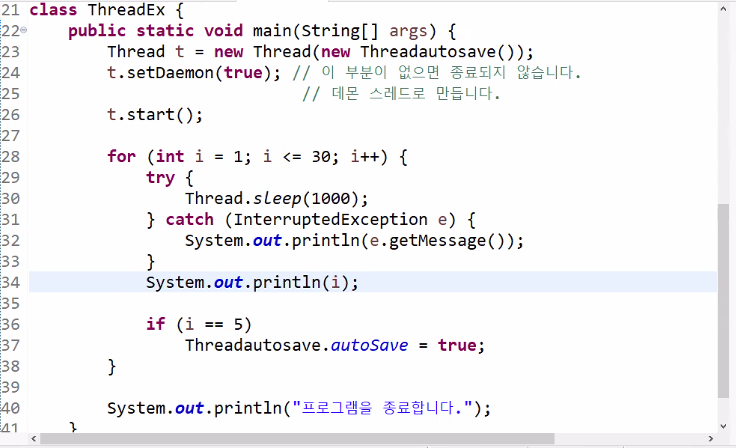 21 class ThreadEx {
22 public static void main(String[] args) {
23 Thread t = new Thread(new Threadautosave());
24 t.setDaemon(true); // 이 부분이 없으면 종료되지 않습니다.
25 // 데몬 스레드로 만듭니다.
26 t.start();
27
28 for (int i = 1; i <= 30; i++) {
29 try {
30 Thread.sleep(1000);
31 } catch (InterruptedException e) {
32 System.out.println(e.getMessage());
33 }
34 System.out.println(i);
35
36 if (i == 5)
37 Threadautosave.autoSave = true;
38 }
39
40 System.out.println("프로그램을 종료합니다.");
41 }